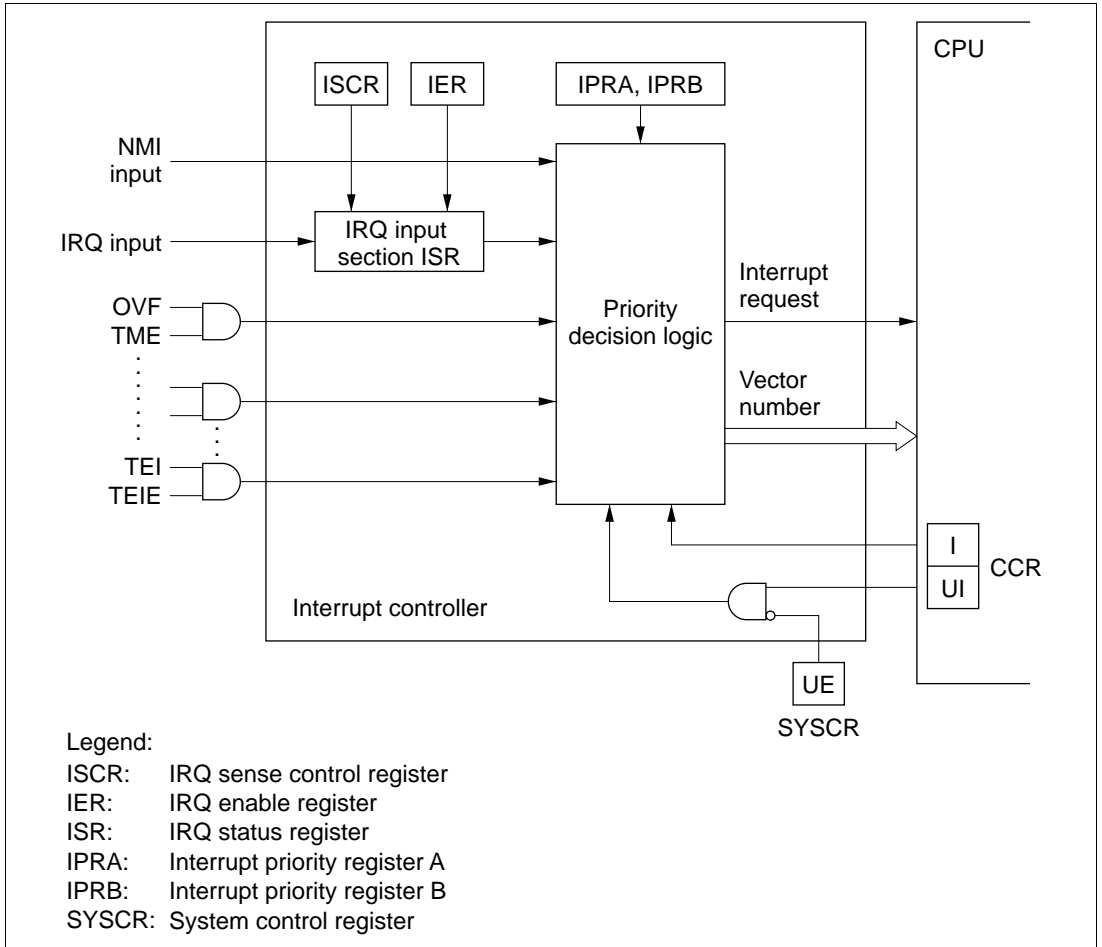 CPU
ISCR
IER
IPRA, IPRB
NMI
input
IRQ input
section ISR
IRQ input
OVF
TME
Priority
decision logic
Interrupt
request
Vector
number
TEI
TEIE
I
UI
CCR
Interrupt controller
UE
SYSCR
Legend:
ISCR: IRQ sense control register
IER: IRQ enable register
ISR: IRQ status register
IPRA: Interrupt priority register A
IPRB: Interrupt priority register B
SYSCR: System control register